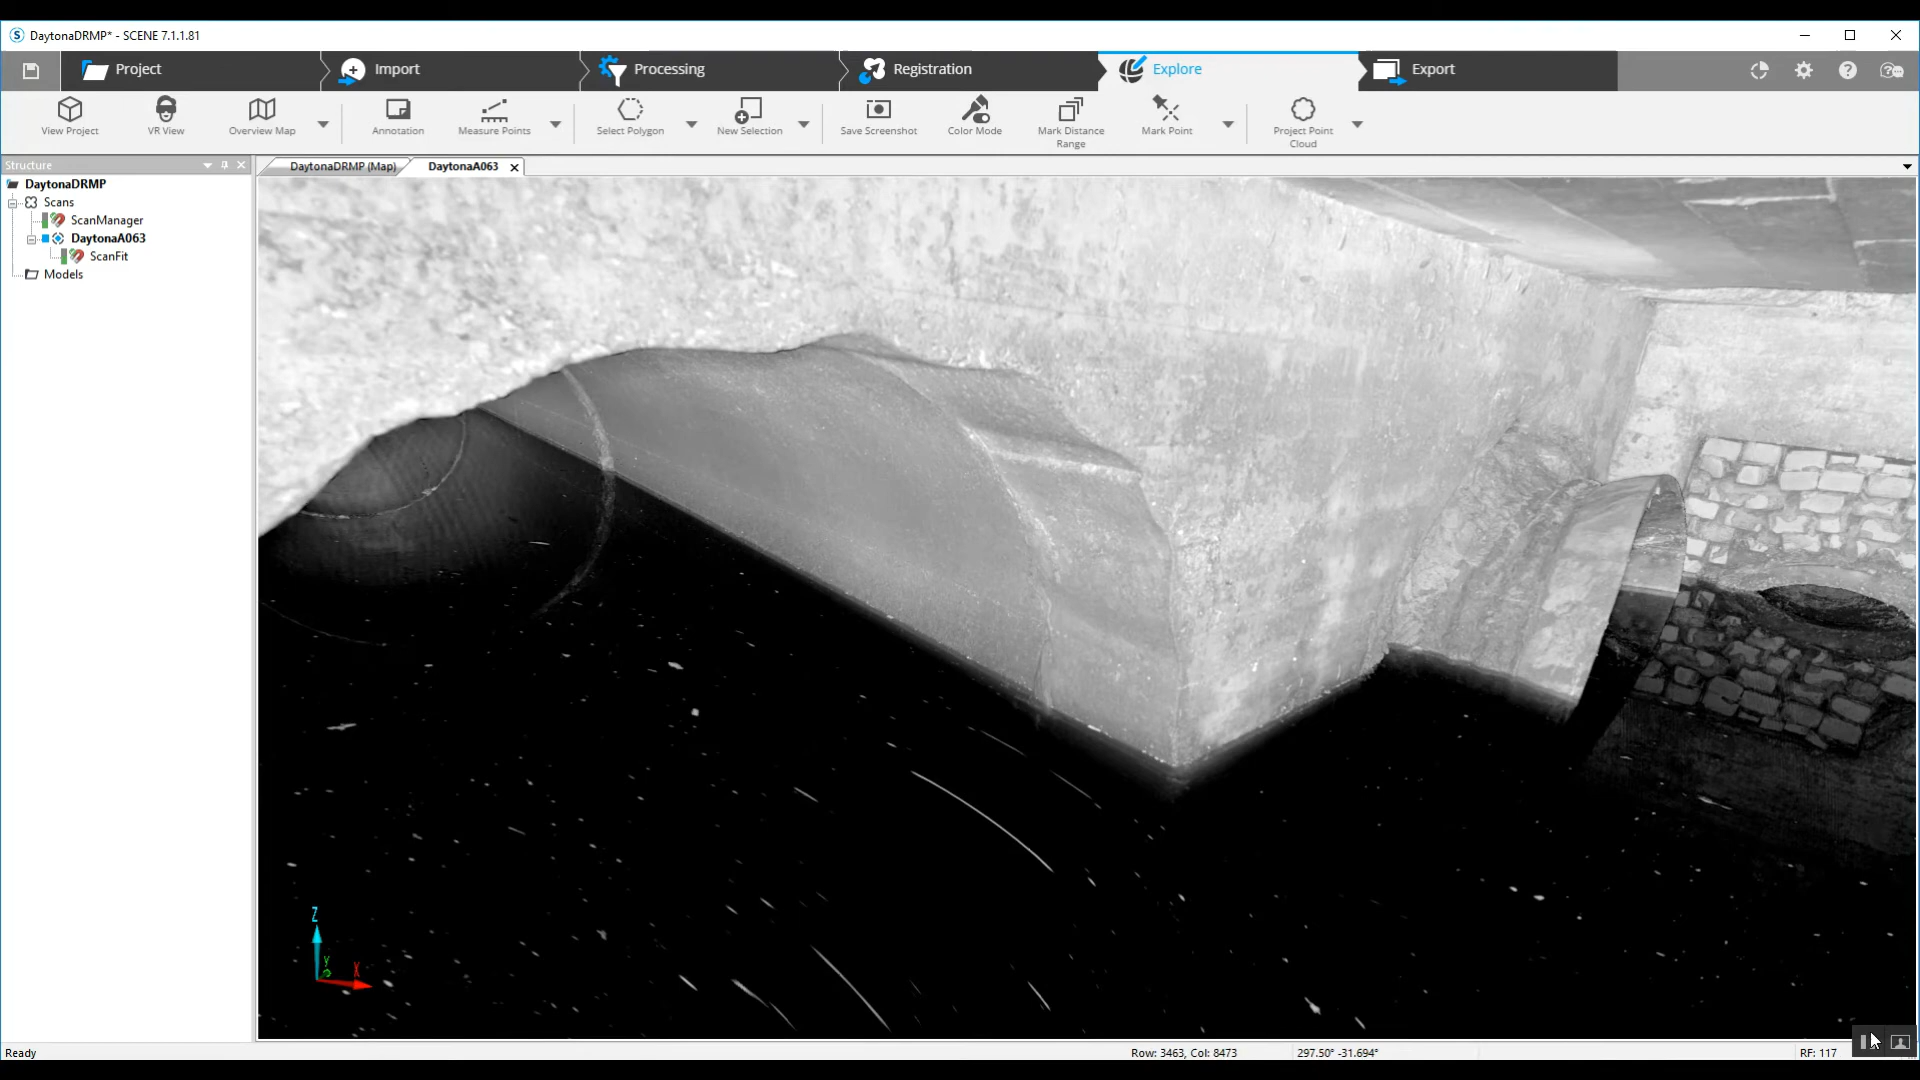 DaytonaDRMP* - SCENE 7.1.1.81
Project
Import
Processing
Registration
Explore
Export
View Project
VR View
Overview Map
Annotation
Measure Points
Select Polygon
New Selection
Save Screenshot
Color Mode
Mark Distance
Range
Mark Point
Project Point
Cloud
Structure
DaytonaDRMP (Map)
DaytonaA063
DaytonaDRMP
Scans
ScanManager
DaytonaA063
ScanFit
Models
Z
y
X
Ready
Row: 3463, Col: 8473
297.50° -31.694°
RF: 117